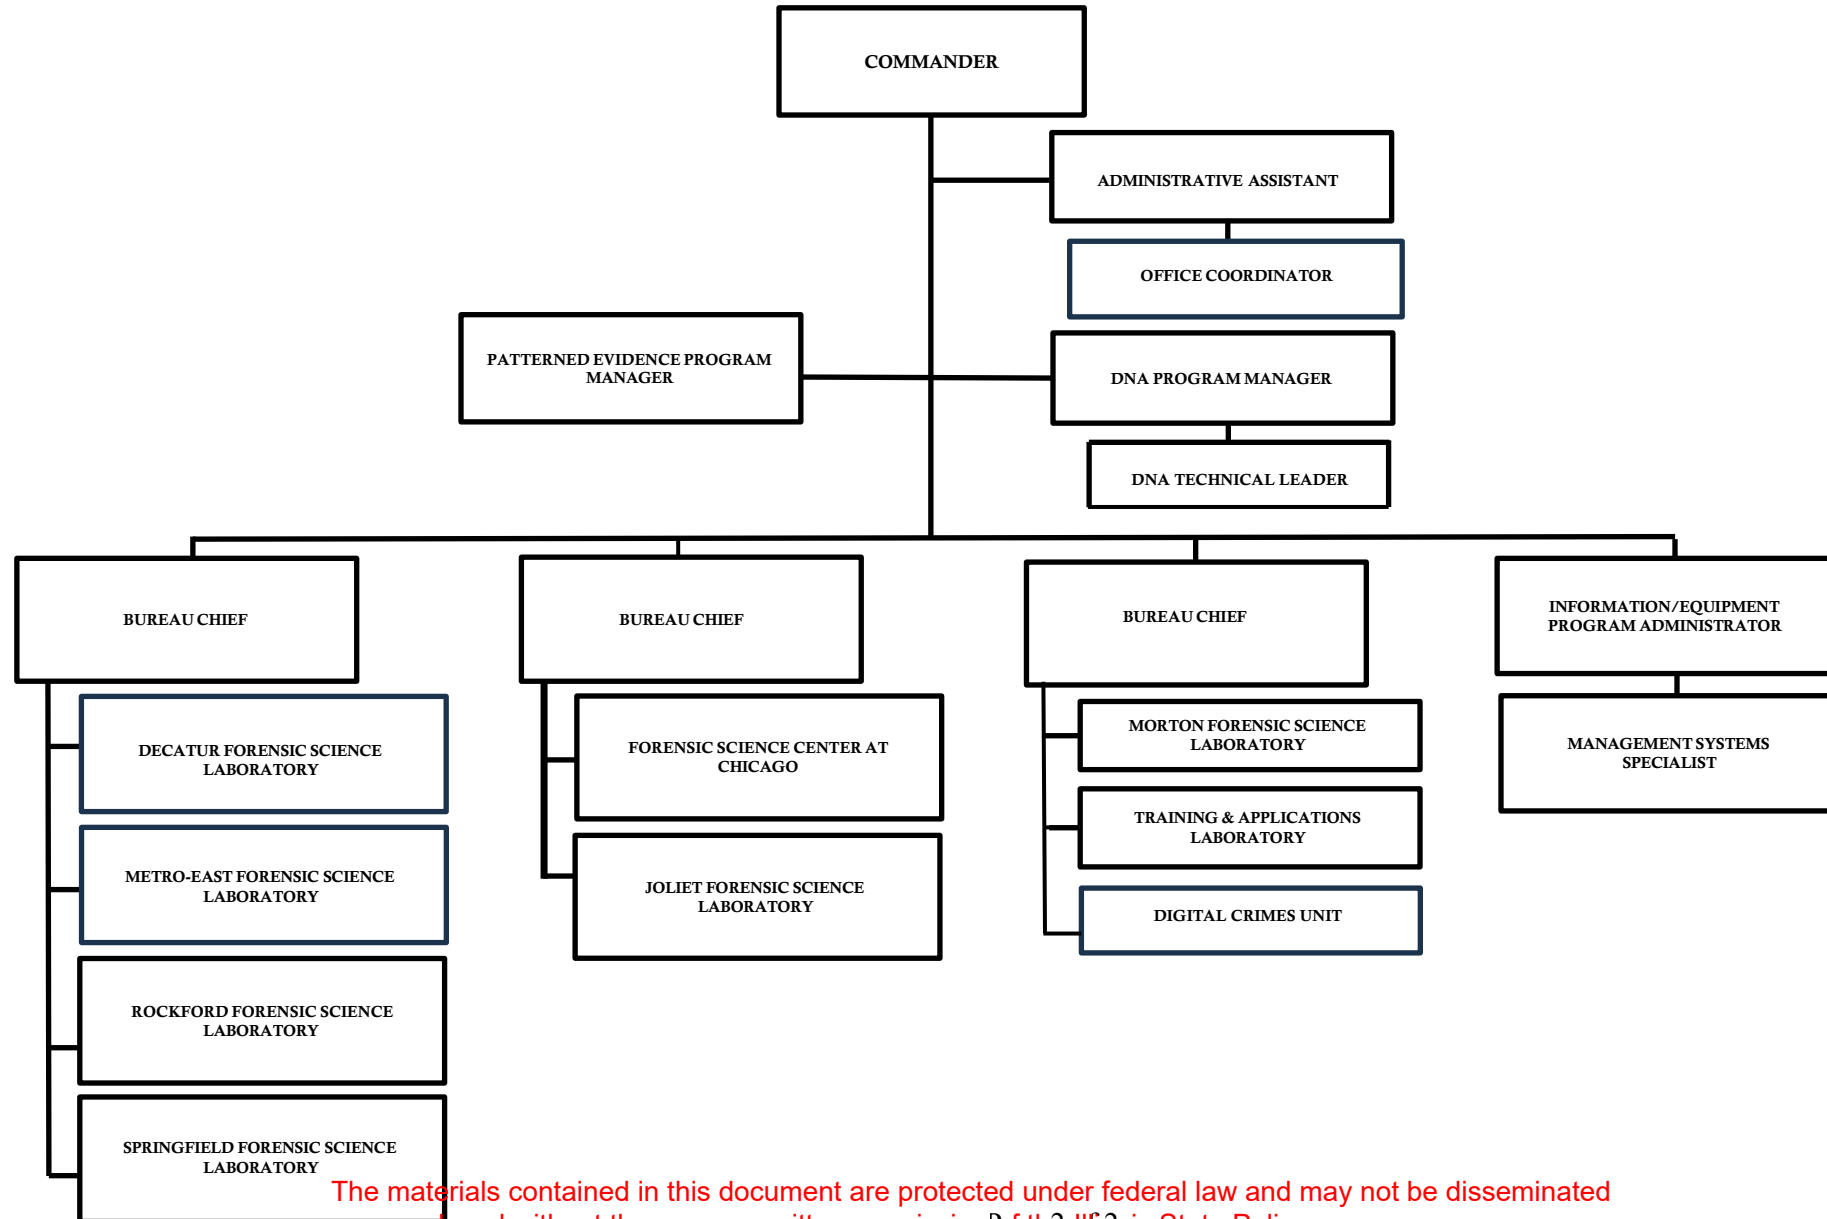 COMMANDER
ADMINISTRATIVE ASSISTANT
OFFICE COORDINATOR
PATTERNED EVIDENCE PROGRAM
MANAGER
DNA PROGRAM MANAGER
DNA TECHNICAL LEADER
BUREAU CHIEF
DECATUR FORENSIC SCIENCE
LABORATORY
METRO-EAST FORENSIC SCIENCE
LABORATORY
ROCKFORD FORENSIC SCIENCE
LABORATORY
SPRINGFIELD FORENSIC SCIENCE
LABORATORY
BUREAU CHIEF
FORENSIC SCIENCE CENTER AT
CHICAGO
JOLIET FORENSIC SCIENCE
LABORATORY
BUREAU CHIEF
MORTON FORENSIC SCIENCE
LABORATORY
TRAINING & APPLICATIONS
LABORATORY
DIGITAL CRIMES UNIT
INFORMATION/EQUIPMENT
PROGRAM ADMINISTRATOR
MANAGEMENT SYSTEMS
SPECIALIST
The materials contained in this document are protected under federal law and may not be disseminated